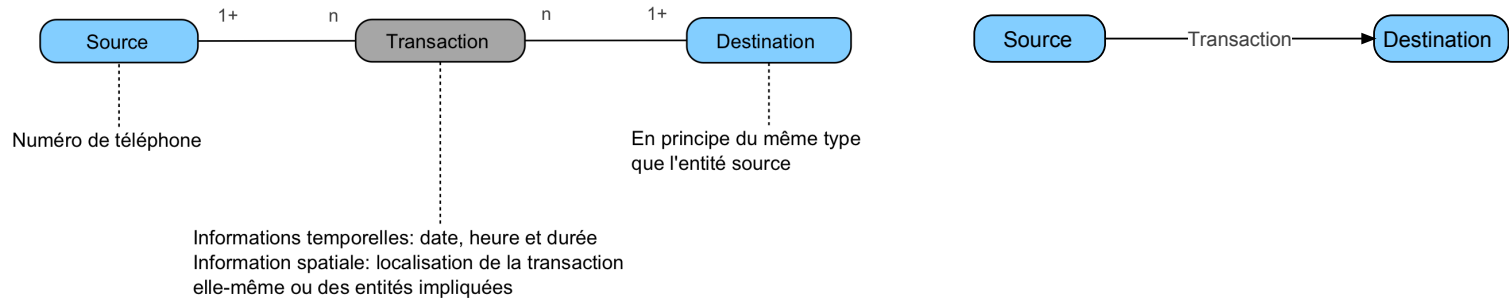 1+ n n 1+
Source Transaction Destination Source Transaction Destination
Numéro de téléphone
En principe du même type
que l'entité source
Informations temporelles: date, heure et durée
Information spatiale: localisation de la transaction
elle-même ou des entités impliquées